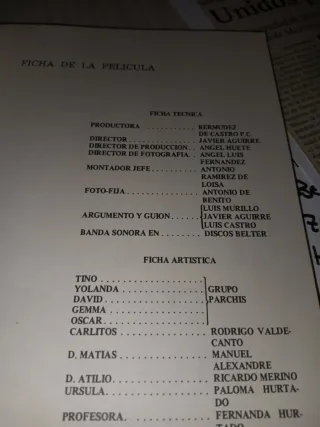 Unidos p
FICHA DE LA PELICULA
FICHA TECNICA
PRODUCTORA ........... BERMUDEZ
DE CASTRO P.C.
DIRECTOR ............... JAVIER AGUIRRE
DIRECTOR DE PRODUCCION.. ANGEL HUETE
DIRECTOR DE FOTOGRAFIA.. ANGEL LUIS
FERNANDEZ
MONTADOR JEFE.......... ANTONIO
RAMIREZ DE
LOISA
FOTO-FIJA .............. ANTONIO DE
BENITO
LUIS MURILLO
ARGUMENTO Y GUION...... JAVIER AGUIRRE
LUIS CASTRO
BANDA SONORA EN........ DISCOS BELTER
FICHA ARTISTICA
TINO ...................
YOLANDA ............... GRUPO
DAVID .................. PARCHIS
GEMMA .................
OSCAR..................
CARLITOS ............... RODRIGO VALDE-
CANTO
D. MATIAS .............. MANUEL
ALEXANDRE
D. ATILIO............... RICARDO MERINO
URSULA................. PALOMA HURTA-
DO
PROFESORA............. FERNANDA HUR-
TADO